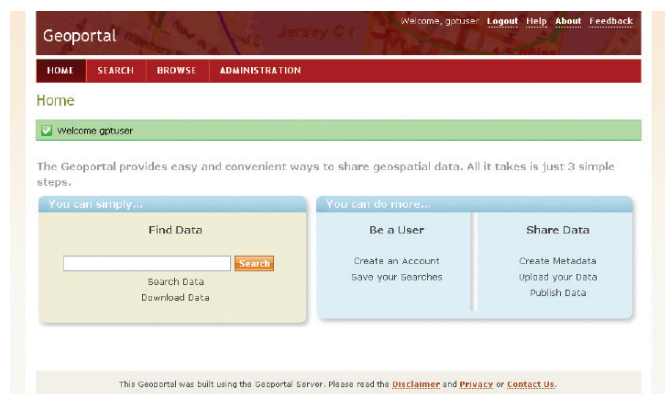 Welcome, gptuser Logout Help About Feedback
Geoportal
HOME SEARCH BROWSE ADMINISTRATION
Home
Welcome gptuser
The Geoportal provides easy and convenient ways to share geospatial data. All it takes is just 3 simple
steps.
You can simply...
Find Data
Search
Search Data
Download Data
You can do more...
Be a User
Create an Account
Save your Searches
Share Data
Create Metadata
Upload your Data
Publish Data
This Geoportal was built using the Geoportal Server. Please read the Disclaimer and Privacy or Contact Us.